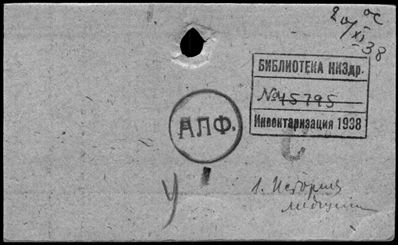 20/XI 38
БИБЛИОТЕКА НКЗдр.
№45795
Инвентаризация 1938
АЛФ.
У
С
1. История
медицины